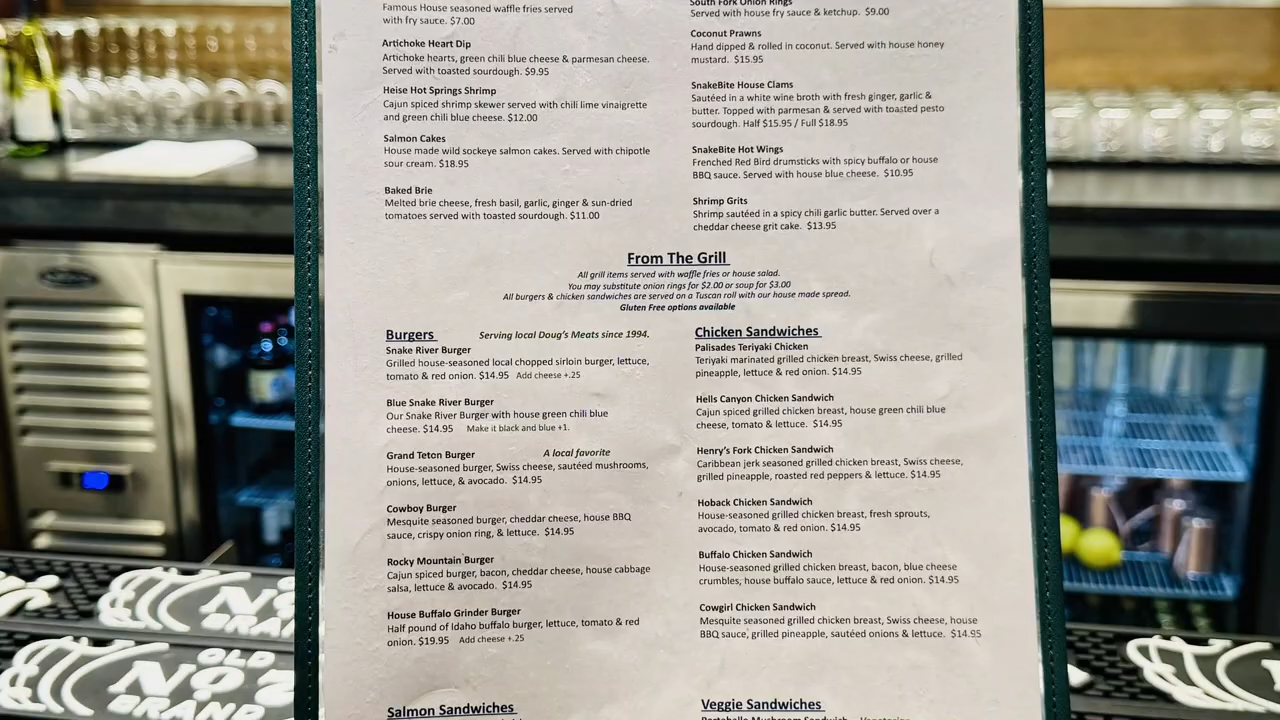 Famous House seasoned waffle fries served
with fry sauce. $7.00
Artichoke Heart Dip
Artichoke hearts, green chili blue cheese & parmesan cheese.
Served with toasted sourdough. $9.95
Heise Hot Springs Shrimp
Cajun spiced shrimp skewer served with chili lime vinaigrette
and green chili blue cheese. $12.00
Salmon Cakes
House made wild sockeye salmon cakes. Served with chipotle
sour cream. $18.95
Baked Brie
Melted brie cheese, fresh basil, garlic, ginger & sun-dried
tomatoes served with toasted sourdough. $11.00
South Fork Onion Rings
Served with house fry sauce & ketchup. $9.00
Coconut Prawns
Hand dipped & rolled in coconut. Served with house honey
mustard. $15.95
SnakeBite House Clams
Sautéed in a white wine broth with fresh ginger, garlic &
butter. Topped with parmesan & served with toasted pesto
sourdough. Half $15.95 / Full $18.95
SnakeBite Hot Wings
Frenched Red Bird drumsticks with spicy buffalo or house
BBQ sauce. Served with house blue cheese. $10.95
Shrimp Grits
Shrimp sautéed in a spicy chili garlic butter. Served over a
cheddar cheese grit cake. $13.95
From The Grill
All grill items served with waffle fries or house salad.
You may substitute onion rings for $2.00 or soup for $3.00
All burgers & chicken sandwiches are served on a Tuscan roll with our house made spread.
Gluten Free options available
Burgers Serving local Doug's Meats since 1994.
Snake River Burger
Grilled house-seasoned local chopped sirloin burger, lettuce,
tomato & red onion. $14.95 Add cheese +.25
Blue Snake River Burger
Our Snake River Burger with house green chili blue
cheese. $14.95 Make it black and blue +1.
Grand Teton Burger A local favorite
House-seasoned burger, Swiss cheese, sautéed mushrooms,
onions, lettuce, & avocado. $14.95
Cowboy Burger
Mesquite seasoned burger, cheddar cheese, house BBQ
sauce, crispy onion ring, & lettuce. $14.95
Rocky Mountain Burger
Cajun spiced burger, bacon, cheddar cheese, house cabbage
salsa, lettuce & avocado. $14.95
House Buffalo Grinder Burger
Half pound of Idaho buffalo burger, lettuce, tomato & red
onion. $19.95 Add cheese +.25
Chicken Sandwiches
Palisades Teriyaki Chicken
Teriyaki marinated grilled chicken breast, Swiss cheese, grilled
pineapple, lettuce & red onion. $14.95
Hells Canyon Chicken Sandwich
Cajun spiced grilled chicken breast, house green chili blue
cheese, tomato & lettuce. $14.95
Henry's Fork Chicken Sandwich
Caribbean jerk seasoned grilled chicken breast, Swiss cheese,
grilled pineapple, roasted red peppers & lettuce. $14.95
Hoback Chicken Sandwich
House-seasoned grilled chicken breast, fresh sprouts,
avocado, tomato & red onion. $14.95
Buffalo Chicken Sandwich
House-seasoned grilled chicken breast, bacon, blue cheese
crumbles, house buffalo sauce, lettuce & red onion. $14.95
Cowgirl Chicken Sandwich
Mesquite seasoned grilled chicken breast, Swiss cheese, house
BBQ sauce, grilled pineapple, sautéed onions & lettuce. $14.95
Salmon Sandwiches
Veggie Sandwiches
Portobello Mushroom Sandwich Vegetarian
No
BRAND
OLD
No 7
BRAND